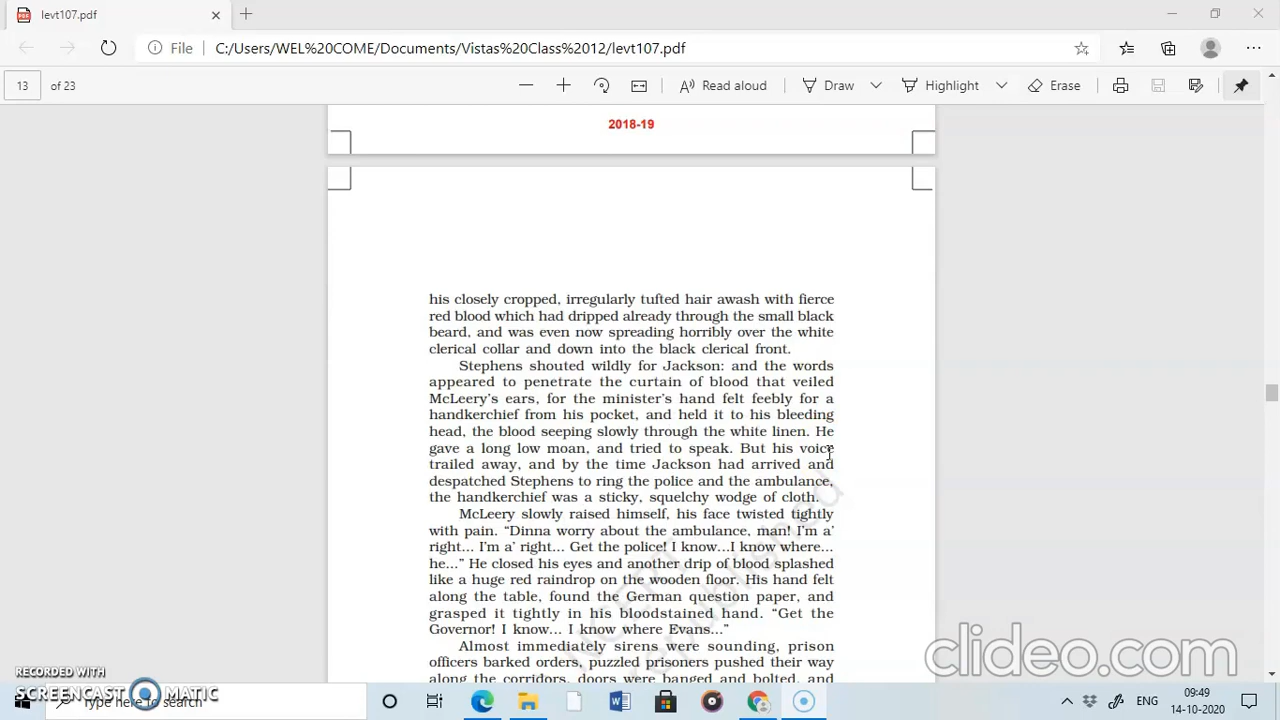 levt107.pdf
File C:/Users/WEL%20COME/Documents/Vistas%20Class%2012/levt107.pdf
13 of 23 Read aloud Draw Highlight Erase
2018-19
his closely cropped, irregularly tufted hair awash with fierce
red blood which had dripped already through the small black
beard, and was even now spreading horribly over the white
clerical collar and down into the black clerical front.
Stephens shouted wildly for Jackson: and the words
appeared to penetrate the curtain of blood that veiled
McLeery's ears, for the minister's hand felt feebly for a
handkerchief from his pocket, and held it to his bleeding
head, the blood seeping slowly through the white linen. He
gave a long low moan, and tried to speak. But his voice
trailed away, and by the time Jackson had arrived and
despatched Stephens to ring the police and the ambulance,
the handkerchief was a sticky, squelchy wodge of cloth.
McLeery slowly raised himself, his face twisted tightly
with pain. “Dinna worry about the ambulance, man! I'm a'
right... I'm a' right... Get the police! I know...I know where...
he...” He closed his eyes and another drip of blood splashed
like a huge red raindrop on the wooden floor. His hand felt
along the table, found the German question paper, and
grasped it tightly in his bloodstained hand. “Get the
Governor! I know... I know where Evans...”
Almost immediately sirens were sounding, prison
officers barked orders, puzzled prisoners pushed their way
along the corridors, doors were banged and bolted, and
clideo.com
RECORDED WITH
SCREENCAST MATIC
Type here to search
ENG 09:49
14-10-2020